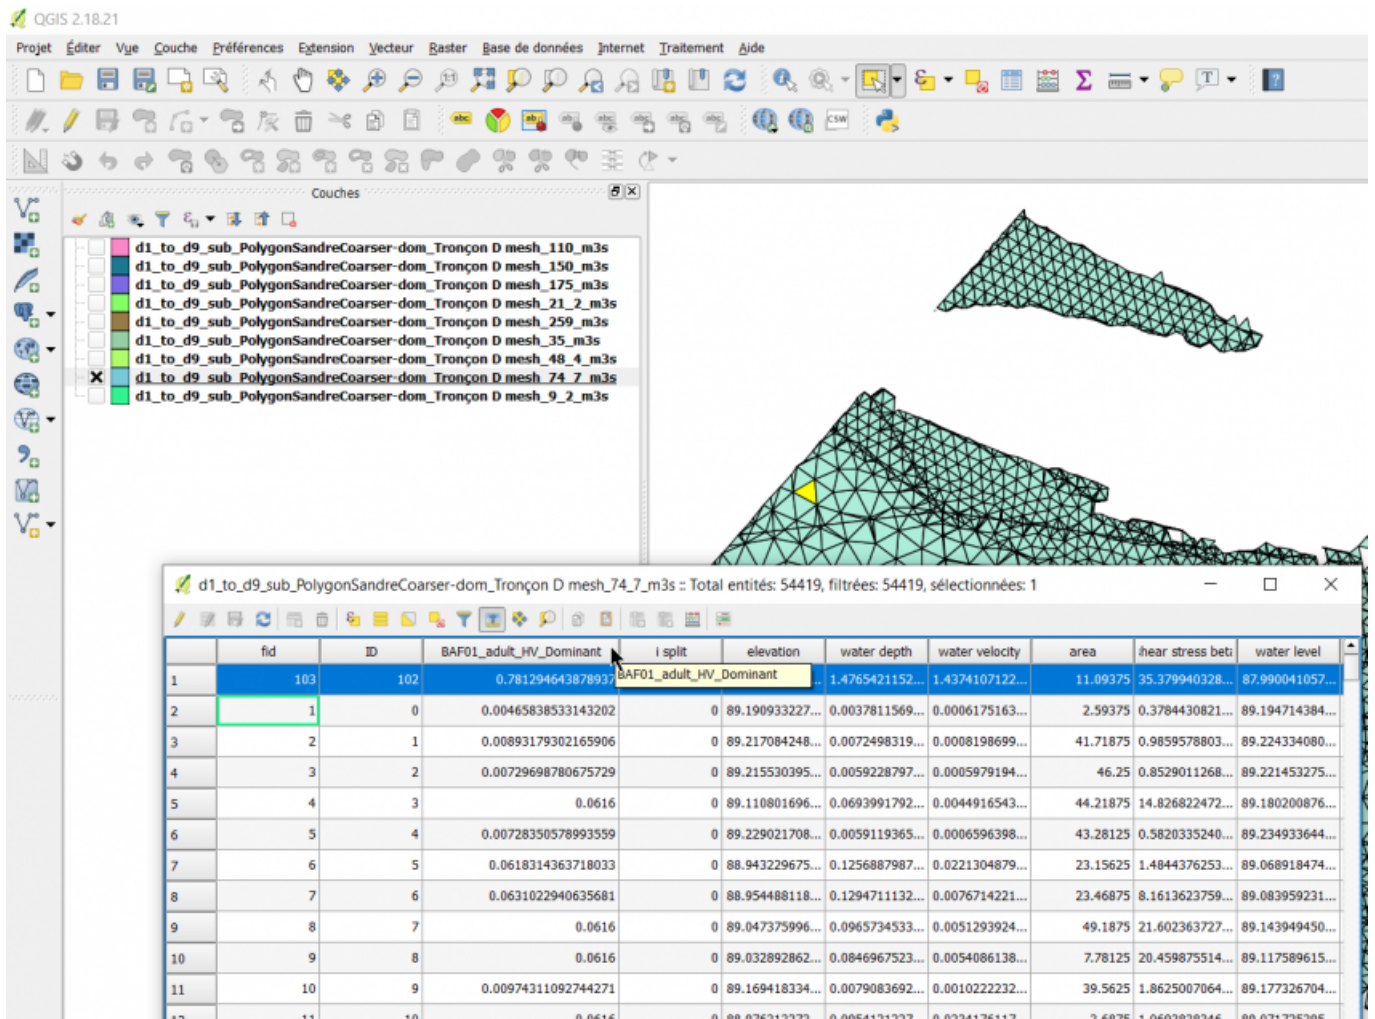 QGIS 2.18.21
Projet Éditer Vue Couche Préférences Extension Vecteur Raster Base de données Internet Traitement Aide
Couches
d1_to_d9_sub_PolygonSandreCoarser-dom_Tronçon D mesh_110_m3s
d1_to_d9_sub_PolygonSandreCoarser-dom_Tronçon D mesh_150_m3s
d1_to_d9_sub_PolygonSandreCoarser-dom_Tronçon D mesh_175_m3s
d1_to_d9_sub_PolygonSandreCoarser-dom_Tronçon D mesh_21_2_m3s
d1_to_d9_sub_PolygonSandreCoarser-dom_Tronçon D mesh_259_m3s
d1_to_d9_sub_PolygonSandreCoarser-dom_Tronçon D mesh_35_m3s
d1_to_d9_sub_PolygonSandreCoarser-dom_Tronçon D mesh_48_4_m3s
d1_to_d9_sub_PolygonSandreCoarser-dom_Tronçon D mesh_74_7_m3s
d1_to_d9_sub_PolygonSandreCoarser-dom_Tronçon D mesh_9_2_m3s
d1_to_d9_sub_PolygonSandreCoarser-dom_Tronçon D mesh_74_7_m3s :: Total entités: 54419, filtrées: 54419, sélectionnées: 1
fid ID BAF01_adult_HV_Dominant i split elevation water depth water velocity area hear stress beta water level
BAF01_adult_HV_Dominant
1 103 102 0.781294643878937 1.4765421152... 1.4374107122... 11.09375 35.379940328... 87.990041057...
2 1 0 0.00465838533143202 0 89.190933227... 0.0037811569... 0.0006175163... 2.59375 0.3784430821... 89.194714384...
3 2 1 0.00893179302165906 0 89.217084248... 0.0072498319... 0.0008198699... 41.71875 0.9859578803... 89.224334080...
4 3 2 0.00729698780675729 0 89.215530395... 0.0059228797... 0.0005979194... 46.25 0.8529011268... 89.221453275...
5 4 3 0.0616 0 89.110801696... 0.0693991792... 0.0044916543... 44.21875 14.826822472... 89.180200876...
6 5 4 0.00728350578993559 0 89.229021708... 0.0059119365... 0.0006596398... 43.28125 0.5820335240... 89.234933644...
7 6 5 0.0618314363718033 0 88.943229675... 0.1256887987... 0.0221304879... 23.15625 1.4844376253... 89.068918474...
8 7 6 0.0631022940635681 0 88.954488118... 0.1294711132... 0.0076714221... 23.46875 8.1613623759... 89.083959231...
9 8 7 0.0616 0 89.047375996... 0.0965734533... 0.0051293924... 49.1875 21.602363727... 89.143949450...
10 9 8 0.0616 0 89.032892862... 0.0846967523... 0.0054086138... 7.78125 20.459875514... 89.117589615...
11 10 9 0.00974311092744271 0 89.169418334... 0.0079083692... 0.0010222232... 39.5625 1.8625007064... 89.177326704...